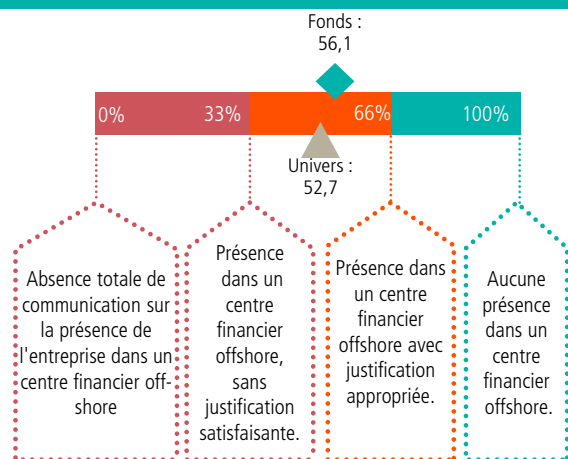 Fonds :
56,1
0%
33%
66%
100%
Univers :
52,7
Absence totale de
communication sur
la présence de
l'entreprise dans un
centre financier off-
shore
Présence
dans un
centre
financier
offshore,
sans
justification
satisfaisante.
Présence dans
un centre
financier
offshore avec
justification
appropriée.
Aucune
présence
dans un
centre
financier
offshore.